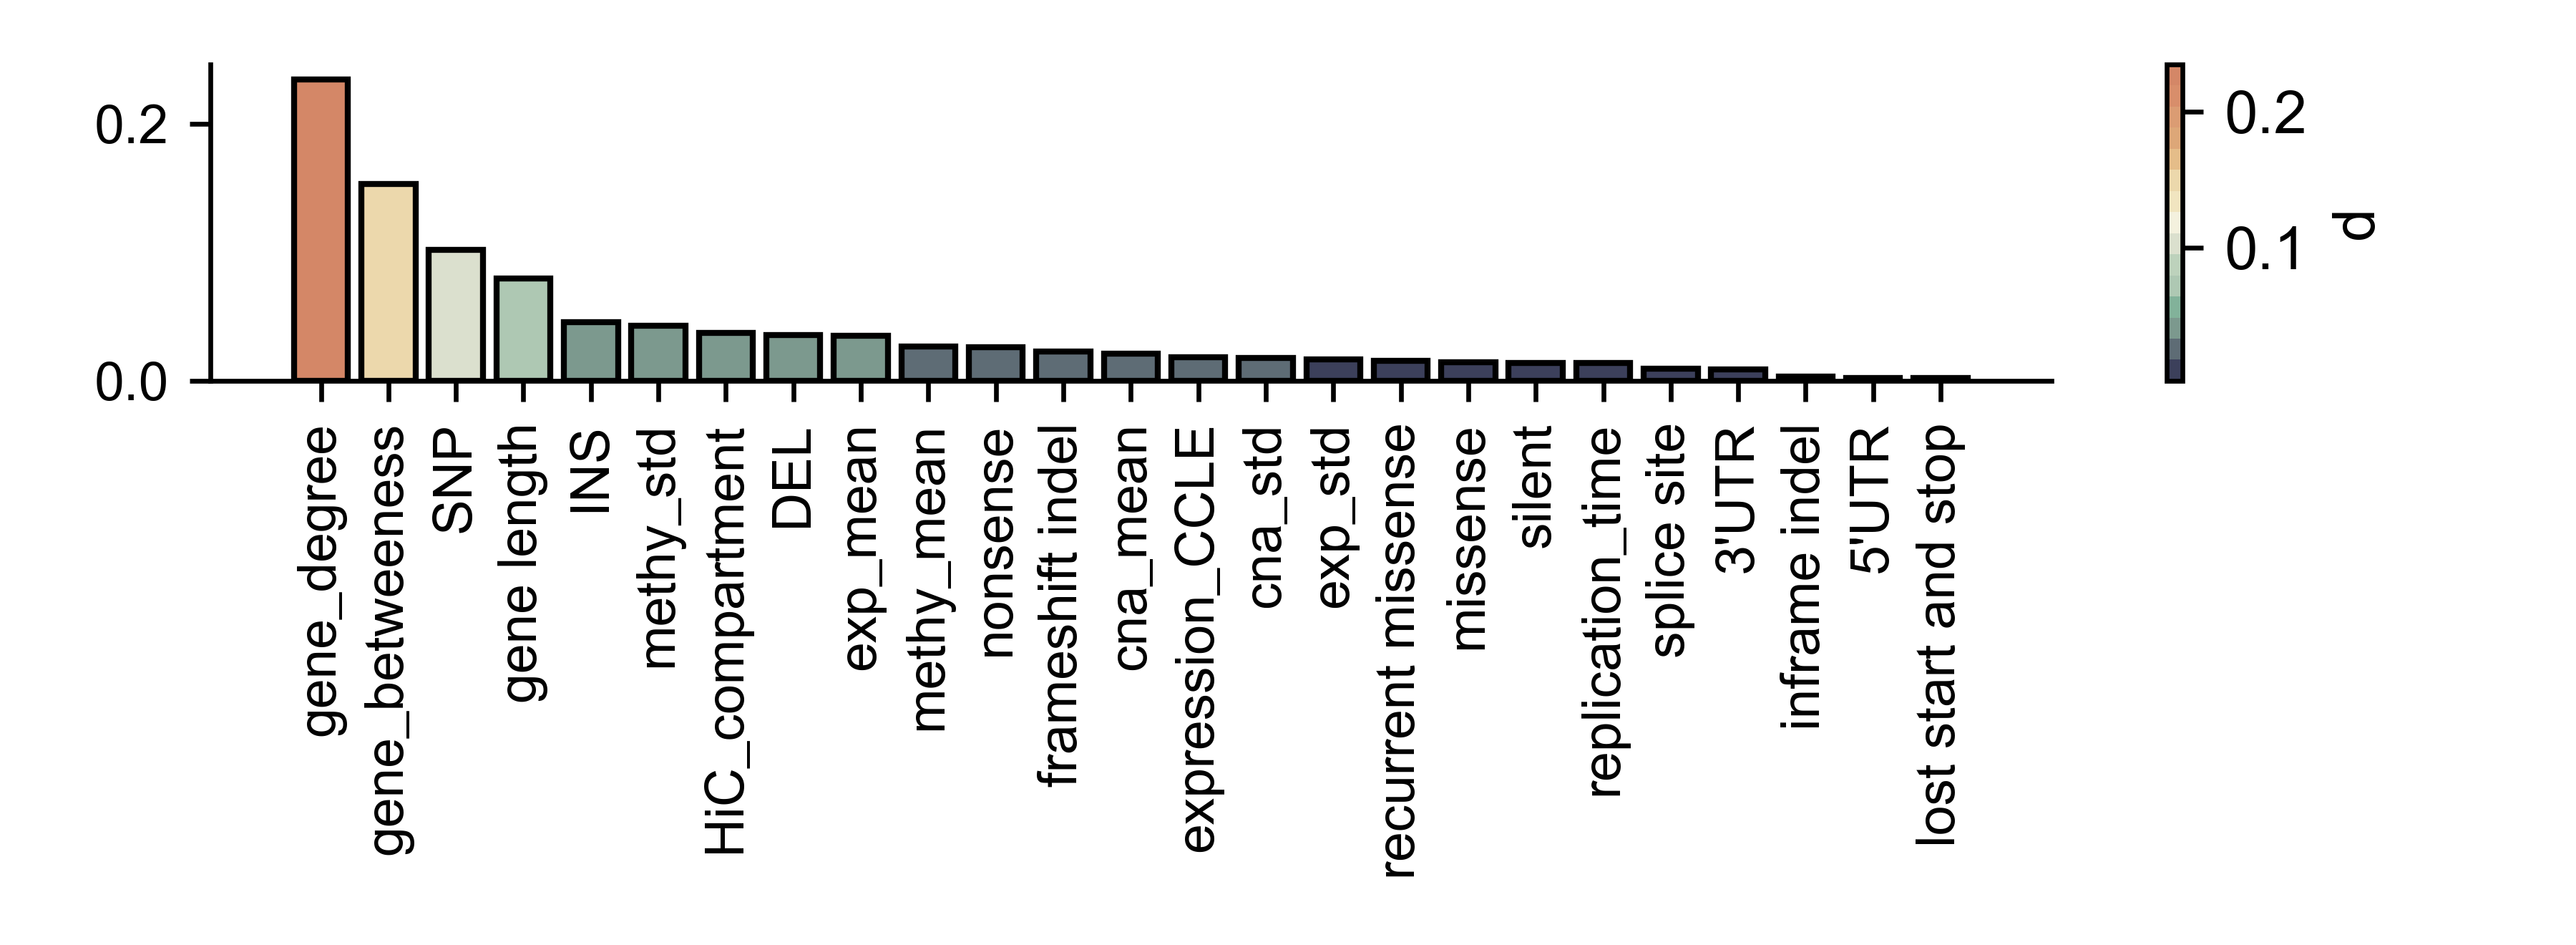 0.2
0.0
gene_degree
gene_betweeness
SNP
gene length
INS
methy_std
HiC_compartment
DEL
exp_mean
methy_mean
nonsense
frameshift indel
cna_mean
expression_CCLE
cna_std
exp_std
recurrent missense
missense
silent
replication_time
splice site
3'UTR
inframe indel
5'UTR
lost start and stop
0.2
0.1
d